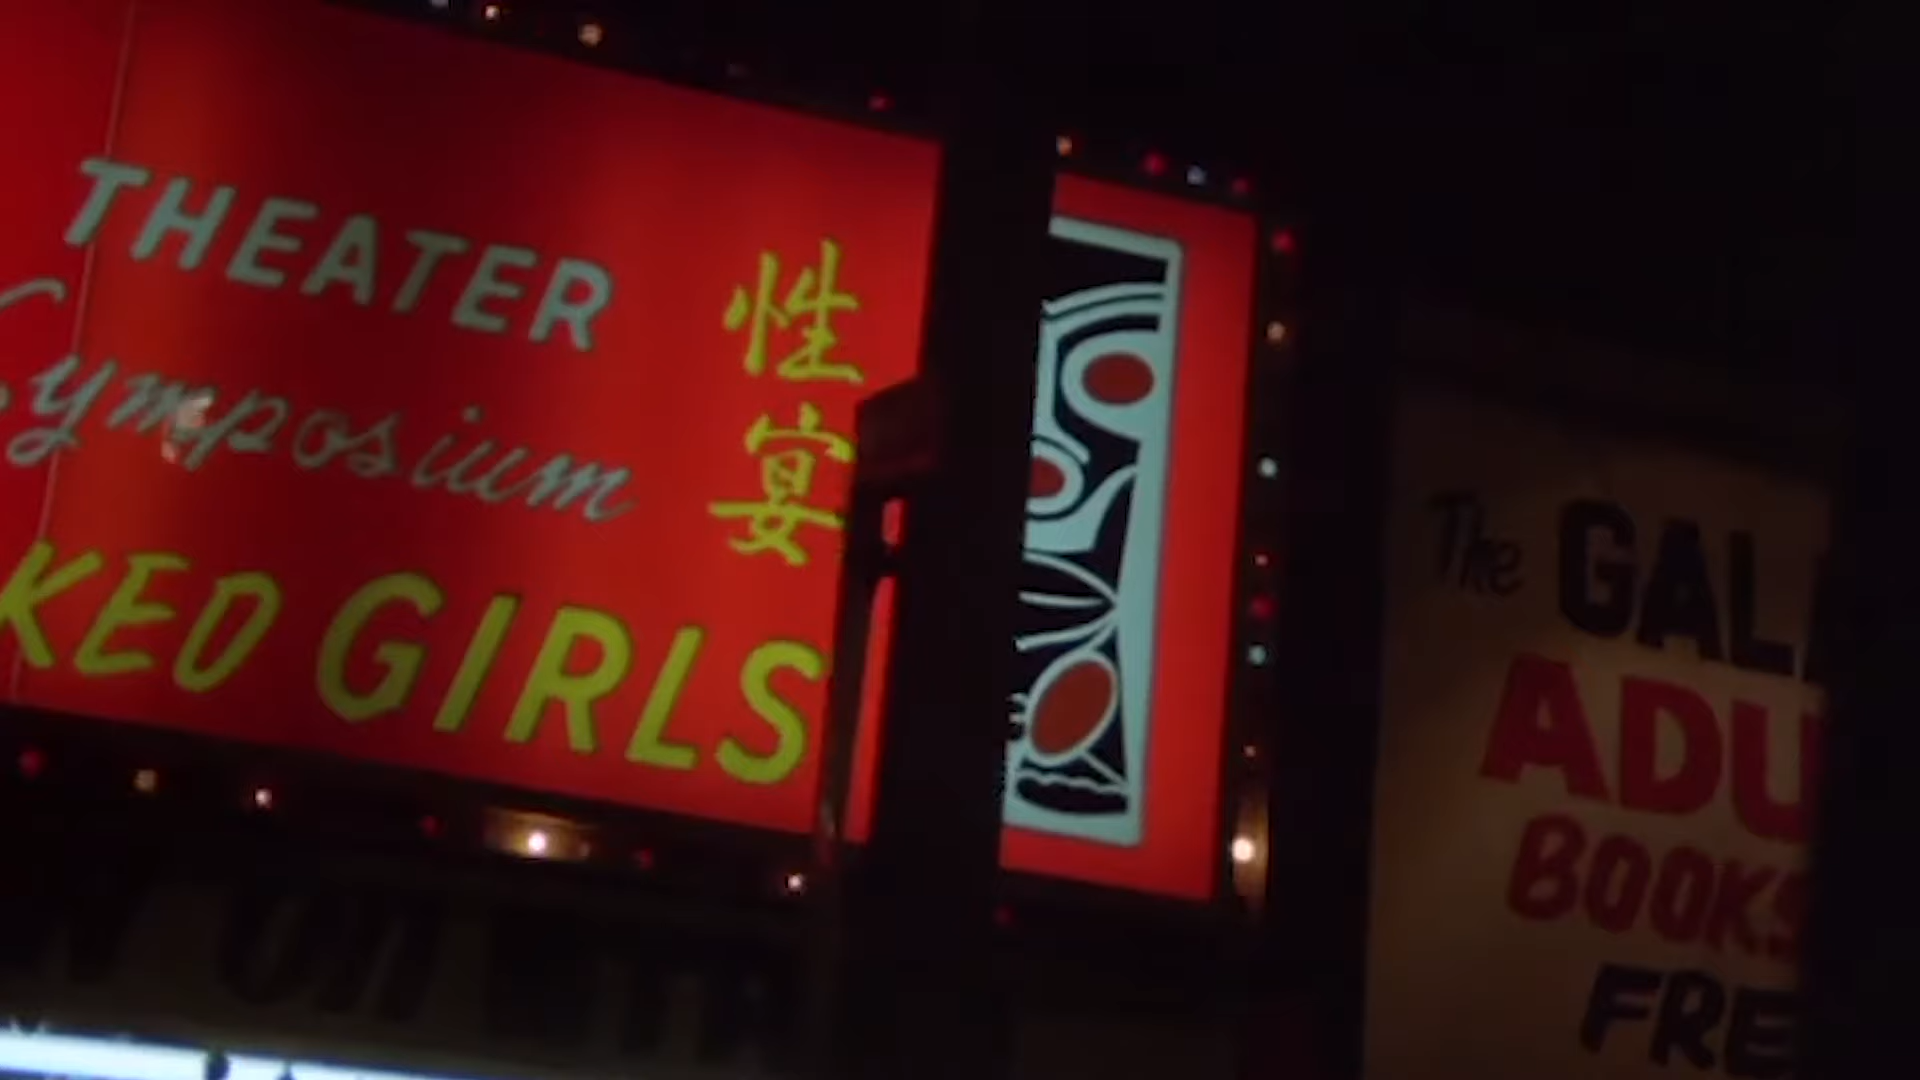 THEATER
Symposium
KED GIRLS
性宴
The GAL
ADU
BOOKS
FRE